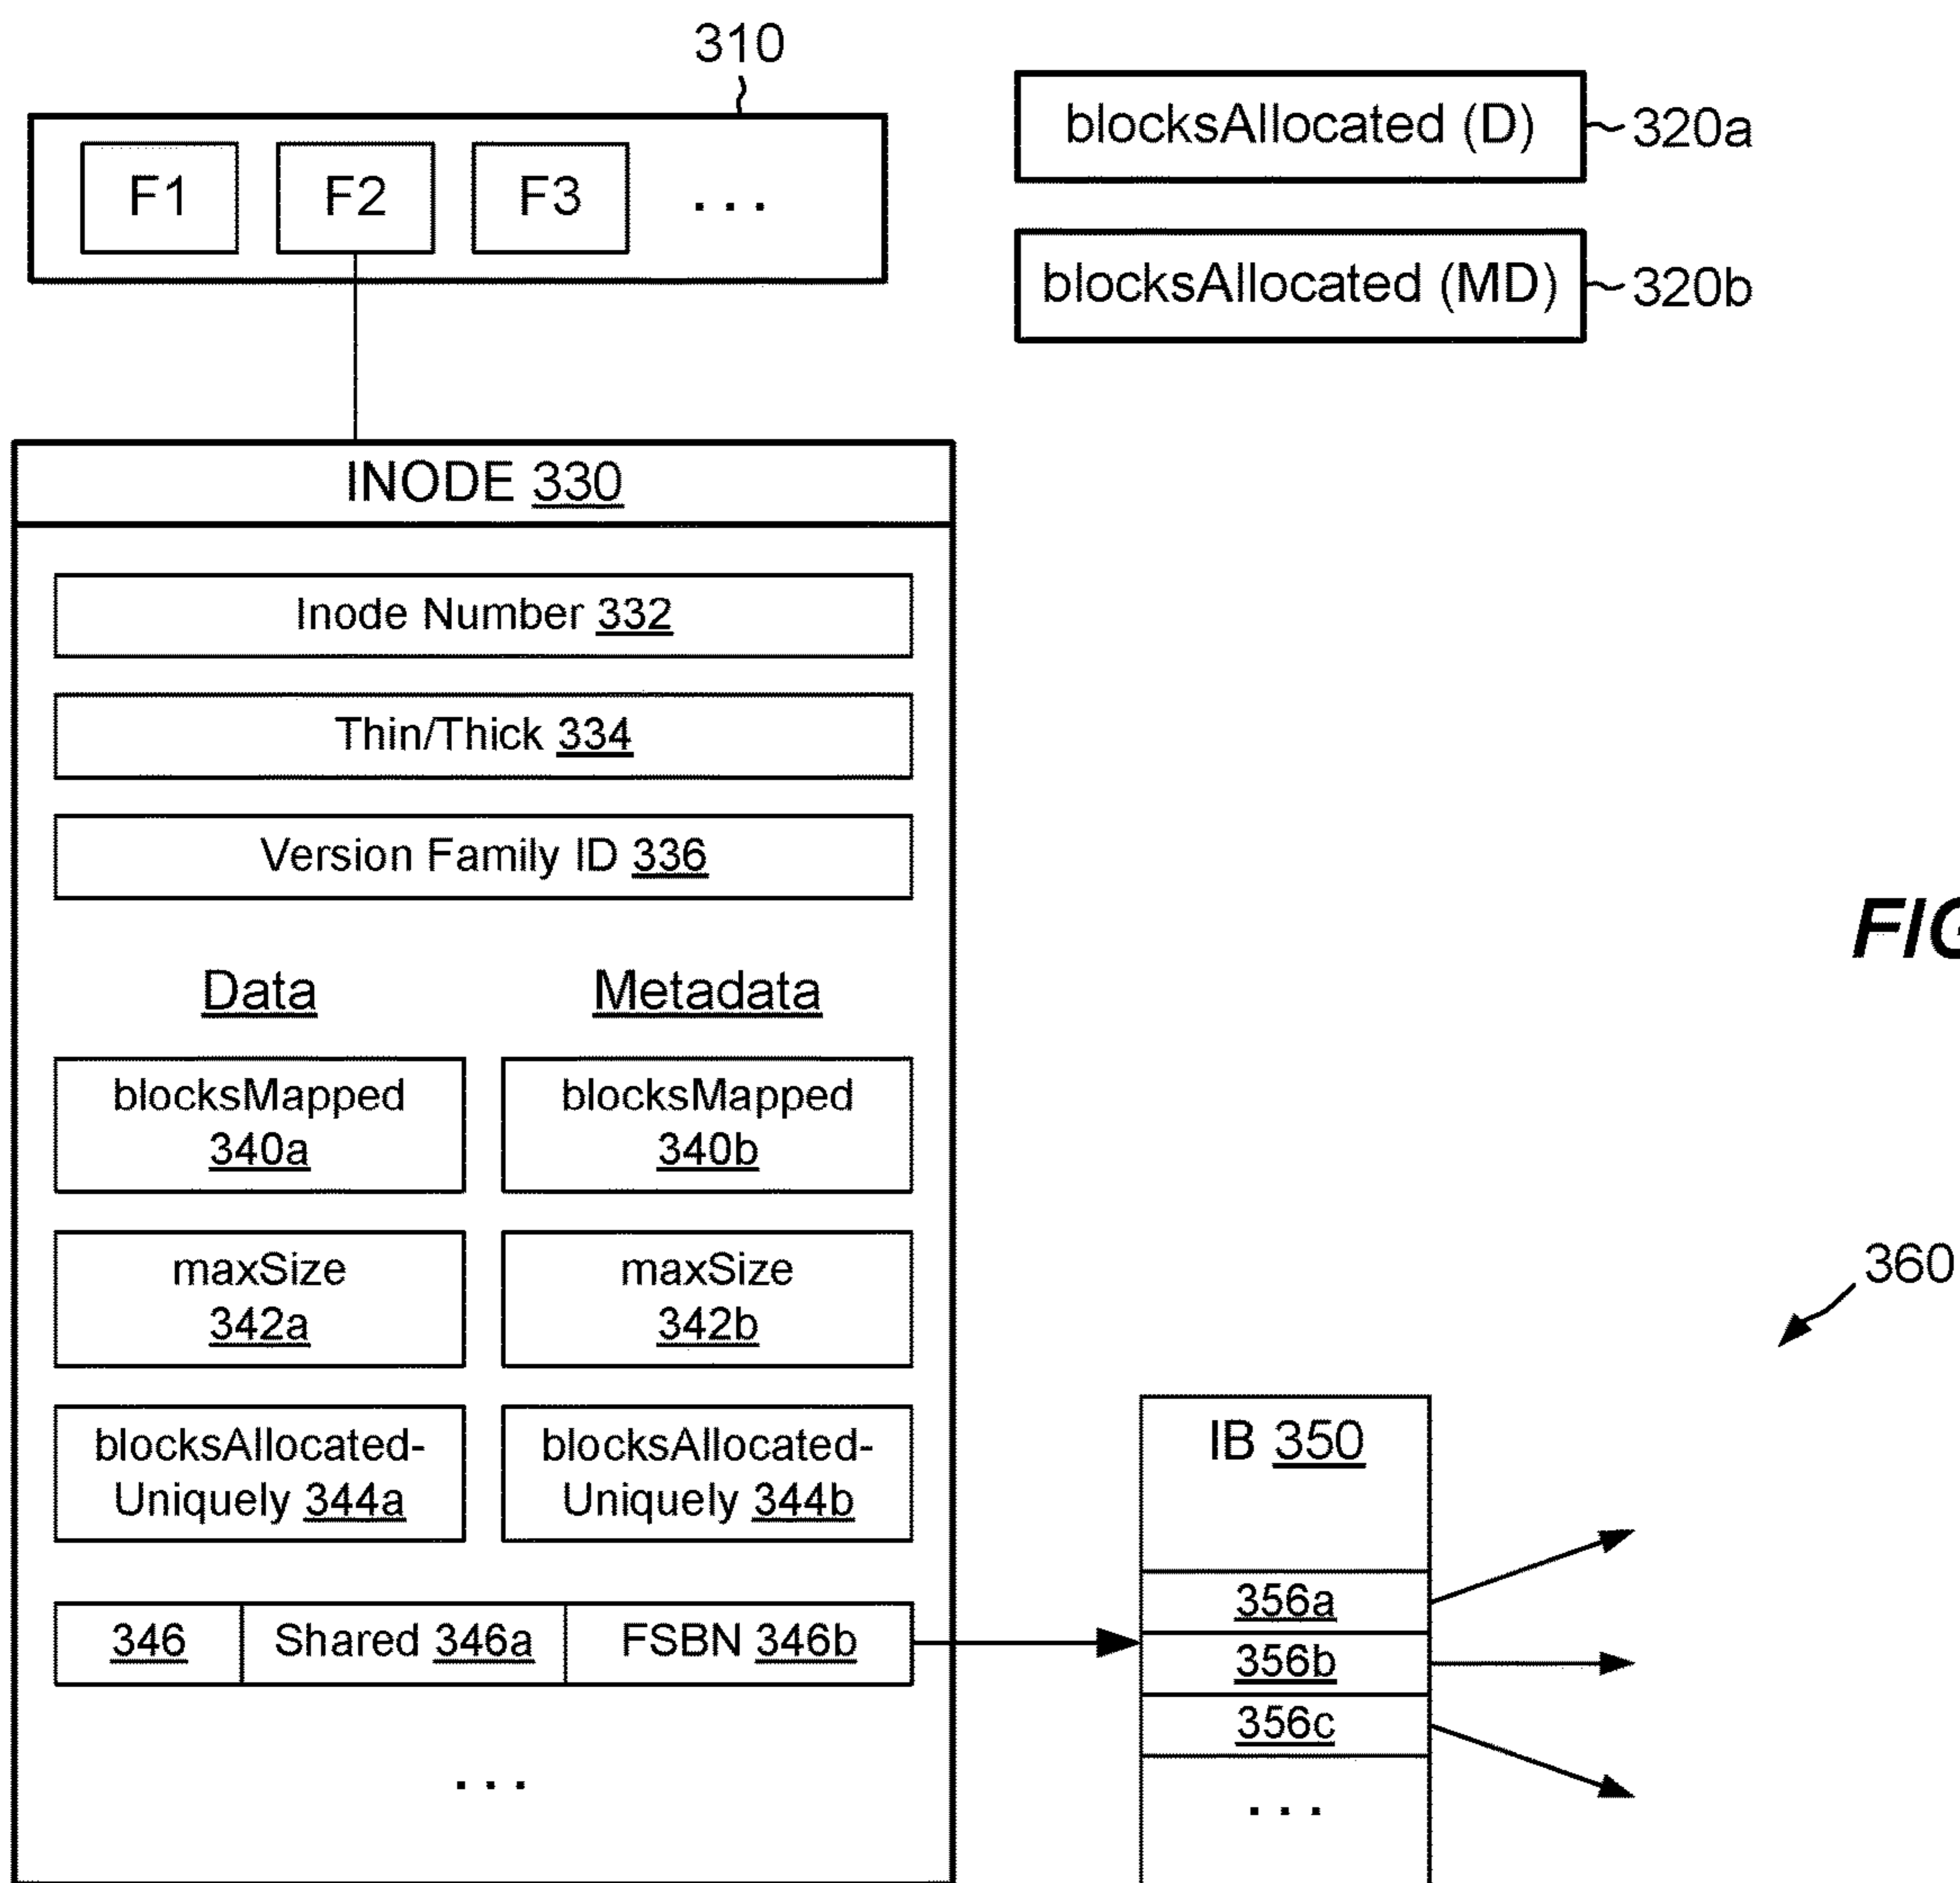 310
F1 F2 F3 ...
blocksAllocated (D) 320a
blocksAllocated (MD) 320b
INODE 330
Inode Number 332
Thin/Thick 334
Version Family ID 336
Data Metadata
blocksMapped
340a
blocksMapped
340b
maxSize
342a
maxSize
342b
blocksAllocated-
Uniquely 344a
blocksAllocated-
Uniquely 344b
346 Shared 346a FSBN 346b
...
IB 350
356a
356b
356c
...
360